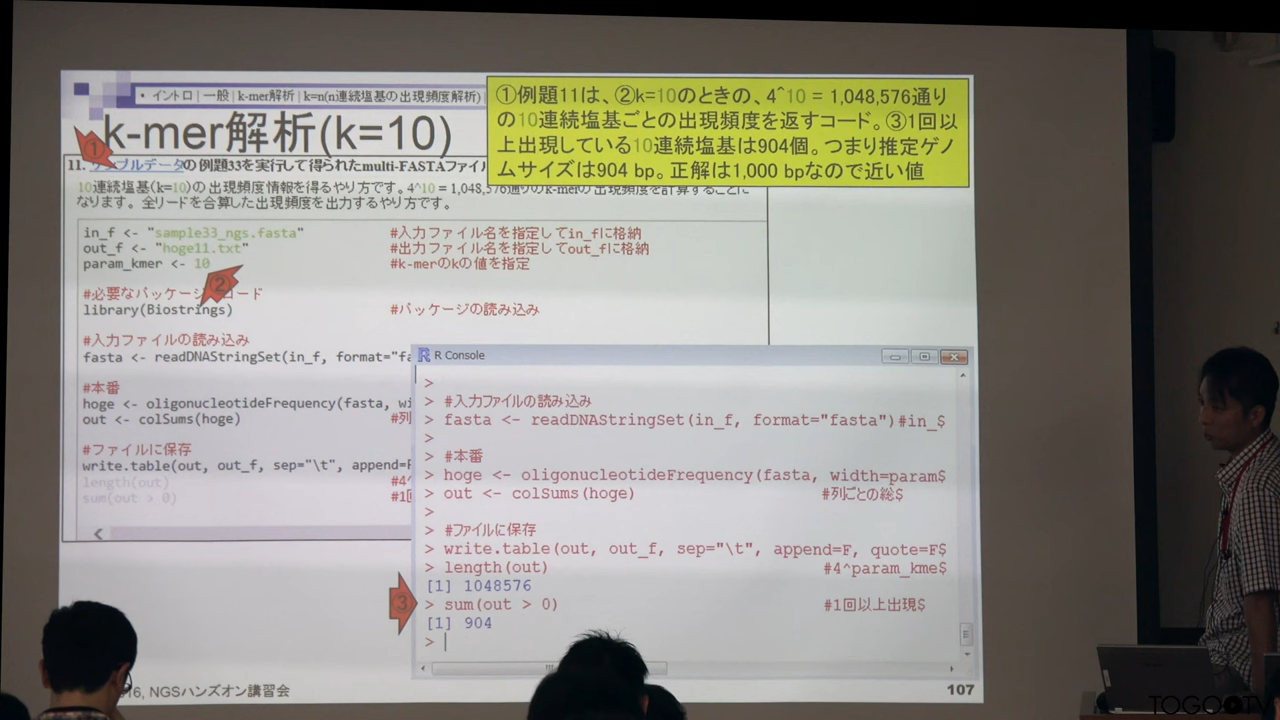 • イントロ | 一般 | k-mer解析 | k=n(n連続塩基の出現頻度解析)
k-mer解析(k=10)
①例題11は、②k=10のときの、4^10 = 1,048,576通り
の10連続塩基ごとの出現頻度を返すコード。③1回以
上出現している10連続塩基は904個。つまり推定ゲノ
ムサイズは904 bp。正解は1,000 bpなので近い値
①
11. プルデータの例題33を実行して得られたmulti-FASTAファイル
10連続塩基(k=10)の出現頻度情報を得るやり方です。4^10 = 1,048,576通りのk-merの出現頻度を計算することに
なります。全リードを合算した出現頻度を出力するやり方です。
in_f <- "sample33_ngs.fasta" #入力ファイル名を指定してin_fに格納
out_f <- "hoge11.txt" #出力ファイル名を指定してout_fに格納
param_kmer <- 10 #k-merのkの値を指定
②
#必要なパッケージ ロード
library(Biostrings) #パッケージの読み込み
#入力ファイルの読み込み
fasta <- readDNAStringSet(in_f, format="fa
#本番
hoge <- oligonucleotideFrequency(fasta, wi
out <- colSums(hoge) #列
#ファイルに保存
write.table(out, out_f, sep="\t", append=F
length(out) #4^
sum(out > 0) #1回
R Console
>
> #入力ファイルの読み込み
> fasta <- readDNAStringSet(in_f, format="fasta")#in_$
>
> #本番
> hoge <- oligonucleotideFrequency(fasta, width=param$
> out <- colSums(hoge) #列ごとの総$
>
> #ファイルに保存
> write.table(out, out_f, sep="\t", append=F, quote=F$
> length(out) #4^param_kme$
[1] 1048576
③
> sum(out > 0) #1回以上出現$
[1] 904
>
16, NGSハンズオン講習会
107
TOGOTV